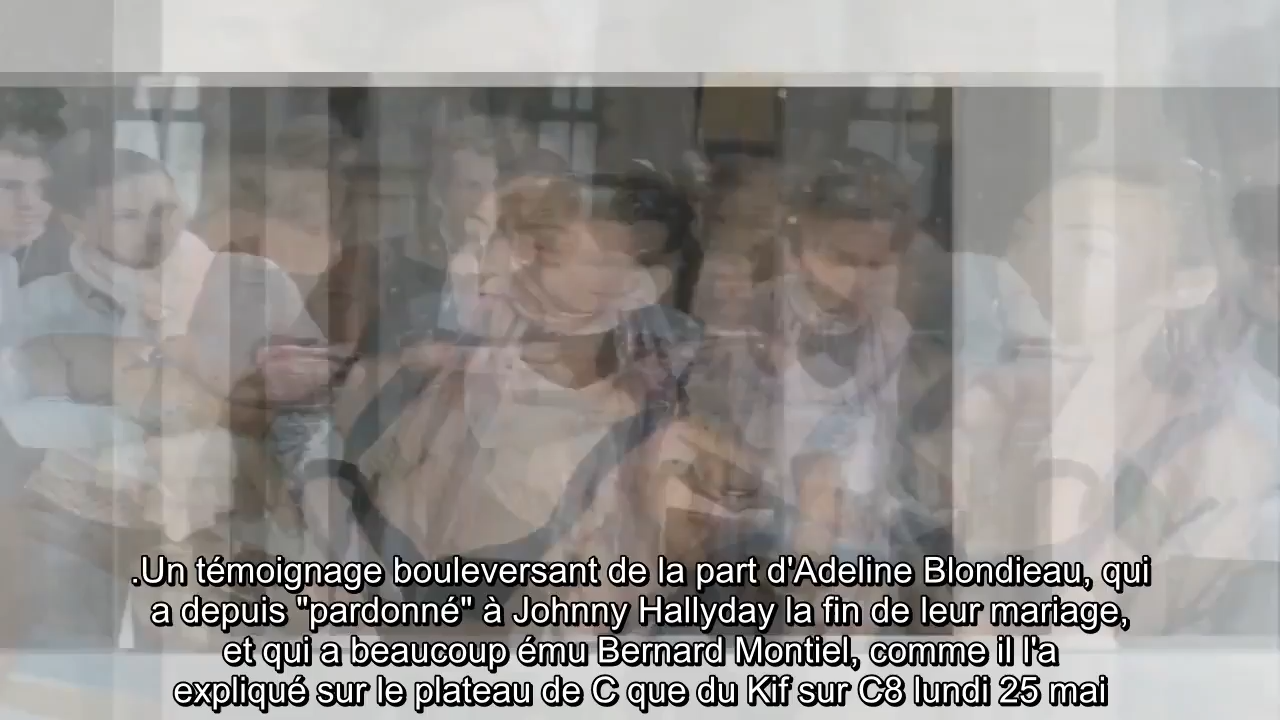 .Un témoignage bouleversant de la part d'Adeline Blondieau, qui
a depuis "pardonné" à Johnny Hallyday la fin de leur mariage,
et qui a beaucoup ému Bernard Montiel, comme il l'a
expliqué sur le plateau de C que du Kif sur C8 lundi 25 mai